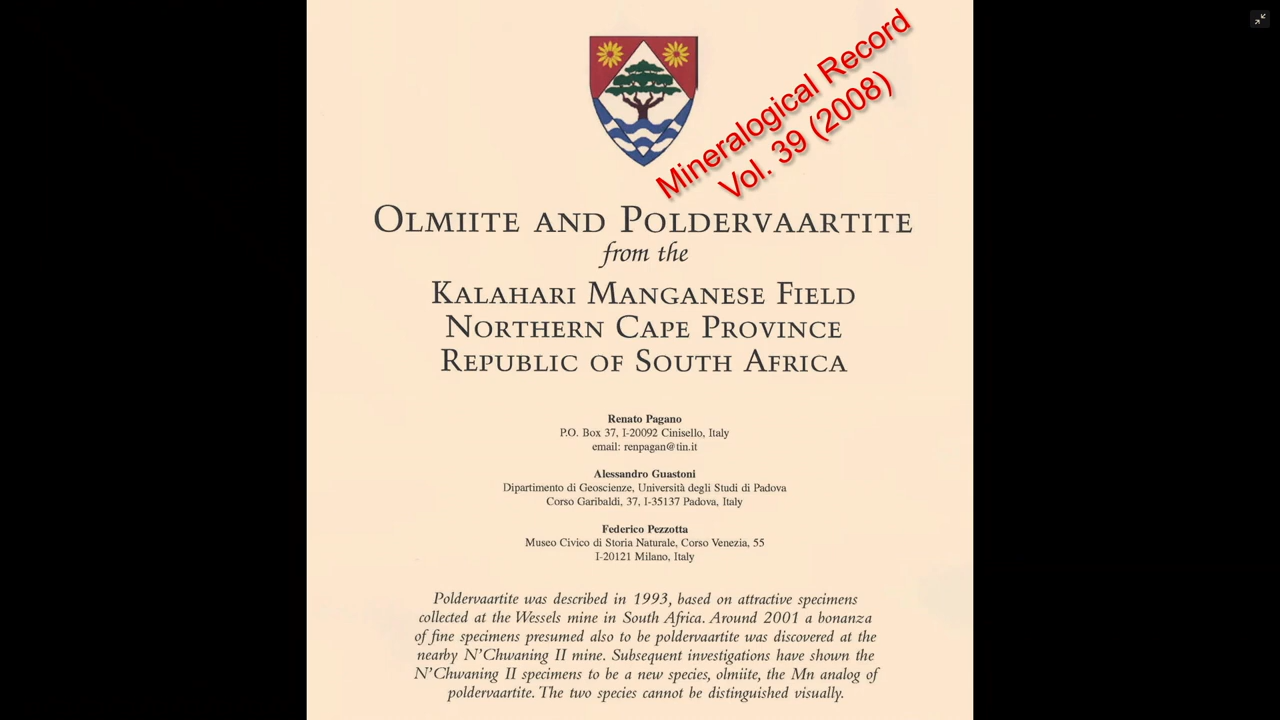 Mineralogical Record
Vol. 39 (2008)
OLMIITE AND POLDERVAARTITE
from the
KALAHARI MANGANESE FIELD
NORTHERN CAPE PROVINCE
REPUBLIC OF SOUTH AFRICA
Renato Pagano
P.O. Box 37, I-20092 Cinisello, Italy
email: renpagan@tin.it
Alessandro Guastoni
Dipartimento di Geoscienze, Università degli Studi di Padova
Corso Garibaldi, 37, I-35137 Padova, Italy
Federico Pezzotta
Museo Civico di Storia Naturale, Corso Venezia, 55
I-20121 Milano, Italy
Poldervaartite was described in 1993, based on attractive specimens
collected at the Wessels mine in South Africa. Around 2001 a bonanza
of fine specimens presumed also to be poldervaartite was discovered at the
nearby N'Chwaning II mine. Subsequent investigations have shown the
N'Chwaning II specimens to be a new species, olmiite, the Mn analog of
poldervaartite. The two species cannot be distinguished visually.